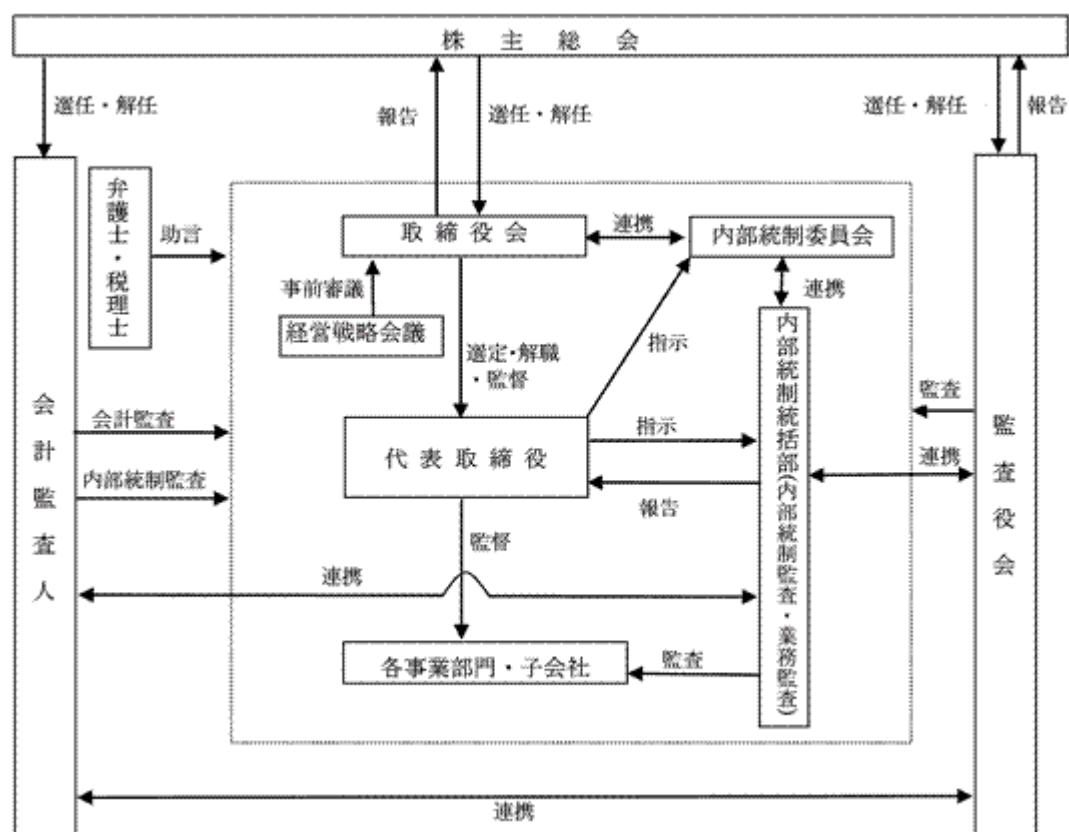 株主総会
選任・解任
報告
選任・解任
選任・解任
報告
弁護士・税理士
助言
取締役会
連携
内部統制委員会
事前審議
連携
経営戦略会議
選定・解職
・監督
指示
内部統制統括部(内部統制監査・業務監査)
会計監査人
会計監査
代表取締役
指示
監査
監査役会
連携
内部統制監査
報告
監督
連携
各事業部門・子会社
監査
連携